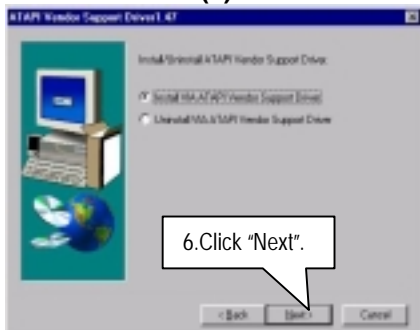 ATAPI Vendor Support Driver1.47
Install/Uninstall ATAPI Vendor Support Driver.
Install VIA ATAPI Vendor Support Driver
Uninstall VIA ATAPI Vendor Support Driver
6.Click “Next”.
< Back
Next >
Cancel